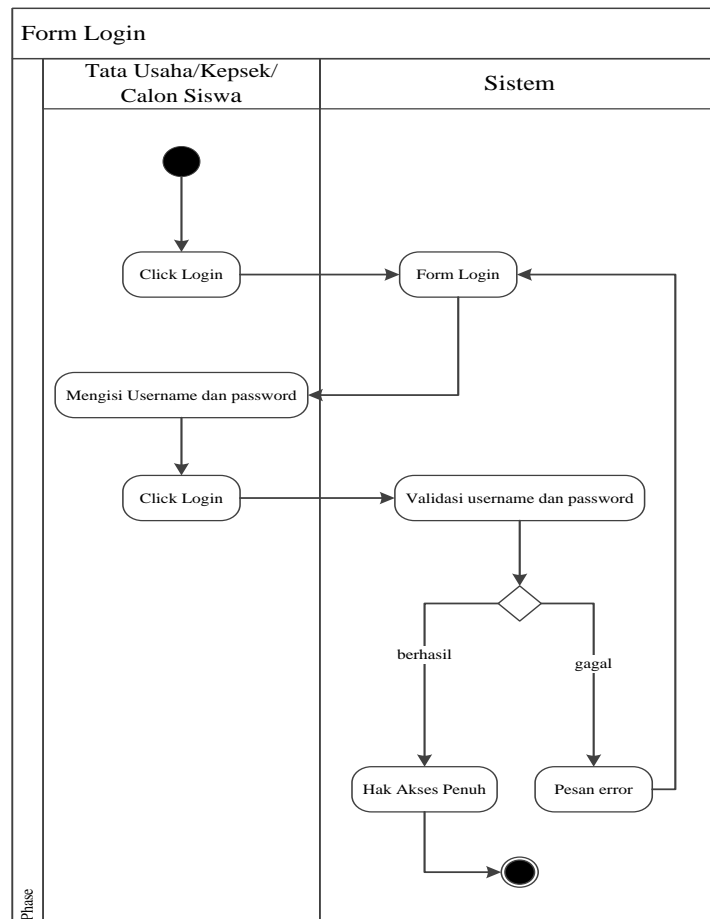 Form Login
Tata Usaha/Kepsek/
Calon Siswa
Sistem
Click Login
Form Login
Mengisi Username dan password
Click Login
Validasi username dan password
berhasil
gagal
Hak Akses Penuh
Pesan error
Phase